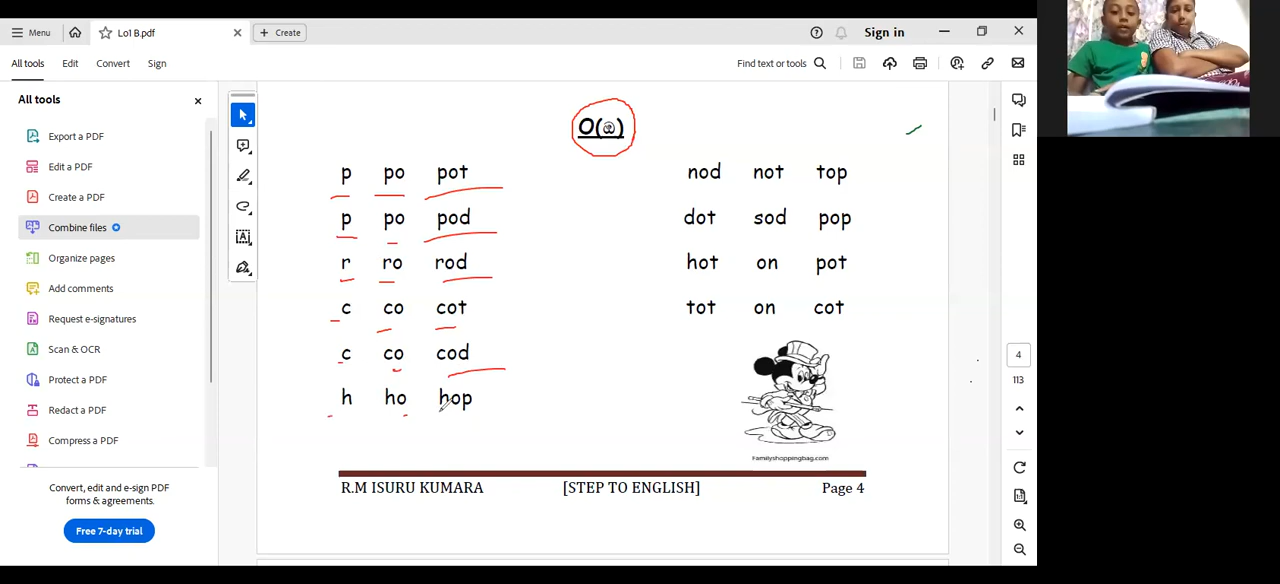 Menu
Lo1 B.pdf
Create
Sign in
All tools
Edit
Convert
Sign
Find text or tools
All tools
Export a PDF
Edit a PDF
Create a PDF
Combine files
Organize pages
Add comments
Request e-signatures
Scan & OCR
Protect a PDF
Redact a PDF
Compress a PDF
Convert, edit and e-sign PDF
forms & agreements.
Free 7-day trial
O(ඔ)
p po pot
p po pod
r ro rod
c co cot
c co cod
h ho hop
nod not top
dot sod pop
hot on pot
tot on cot
Familyshoppingbag.com
R.M ISURU KUMARA [STEP TO ENGLISH] Page 4
4
113